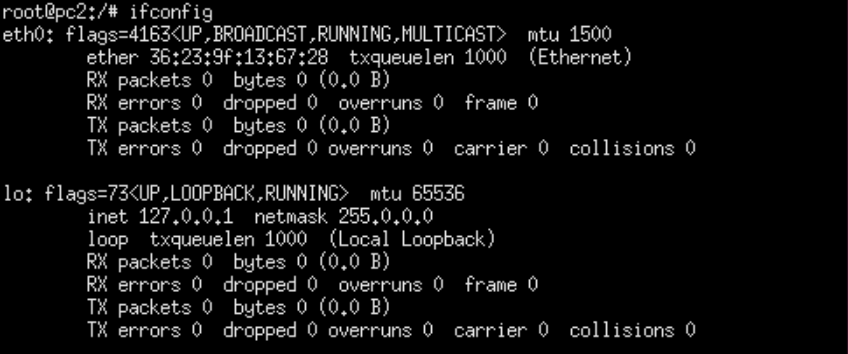 root@pc2:/# ifconfig
eth0: flags=4163<UP,BROADCAST,RUNNING,MULTICAST>  mtu 1500
        ether 36:23:9f:13:67:28  txqueuelen 1000  (Ethernet)
        RX packets 0  bytes 0 (0.0 B)
        RX errors 0  dropped 0  overruns 0  frame 0
        TX packets 0  bytes 0 (0.0 B)
        TX errors 0  dropped 0 overruns 0  carrier 0  collisions 0

lo: flags=73<UP,LOOPBACK,RUNNING>  mtu 65536
        inet 127.0.0.1  netmask 255.0.0.0
        loop  txqueuelen 1000  (Local Loopback)
        RX packets 0  bytes 0 (0.0 B)
        RX errors 0  dropped 0  overruns 0  frame 0
        TX packets 0  bytes 0 (0.0 B)
        TX errors 0  dropped 0 overruns 0  carrier 0  collisions 0